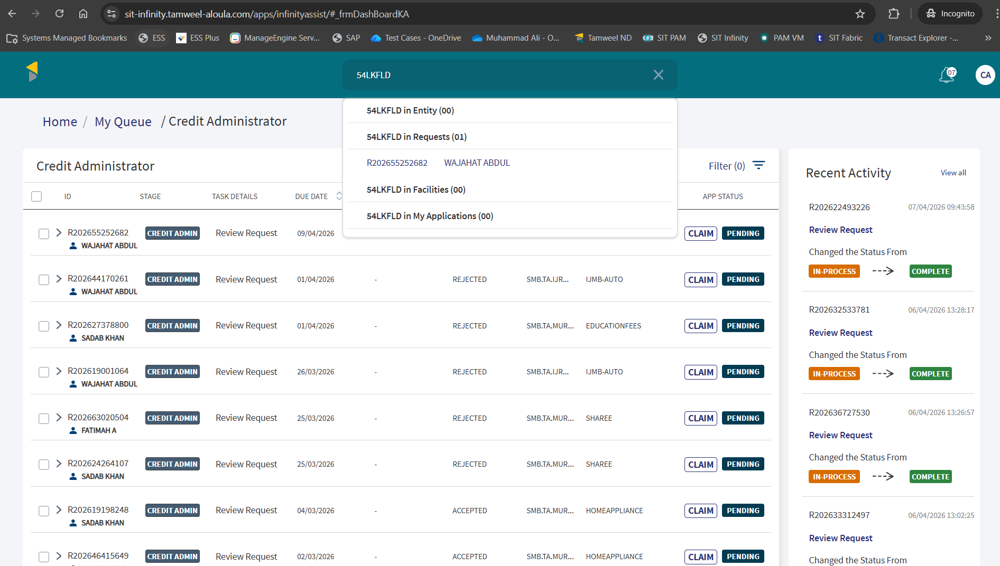 sit-infinity.tamweel-aloula.com/apps/infinityassist/#_frmDashBoardKA
Incognito
Systems Managed Bookmarks
ESS
ESS Plus
ManageEngine Serv...
SAP
Test Cases - OneDrive
Muhammad Ali - O...
Tamweel ND
SIT PAM
SIT Infinity
PAM VM
SIT Fabric
Transact Explorer -...
»
54LKFLD
07
CA
54LKFLD in Entity (00)
54LKFLD in Requests (01)
R202655252682 WAJAHAT ABDUL
54LKFLD in Facilities (00)
54LKFLD in My Applications (00)
Home / My Queue / Credit Administrator
Credit Administrator
Filter (0)
ID STAGE TASK DETAILS DUE DATE APP STATUS
R202655252682 CREDIT ADMIN Review Request 09/04/2026 CLAIM PENDING
WAJAHAT ABDUL
R202644170261 CREDIT ADMIN Review Request 01/04/2026 - REJECTED SMB.TA.IJR... IJMB-AUTO CLAIM PENDING
WAJAHAT ABDUL
R202627378800 CREDIT ADMIN Review Request 01/04/2026 - REJECTED SMB.TA.MUR... EDUCATIONFEES CLAIM PENDING
SADAB KHAN
R202619001064 CREDIT ADMIN Review Request 26/03/2026 - REJECTED SMB.TA.IJR... IJMB-AUTO CLAIM PENDING
WAJAHAT ABDUL
R202663020504 CREDIT ADMIN Review Request 25/03/2026 - REJECTED SMB.TA.MUR... SHAREE CLAIM PENDING
FATIMAH A
R202624264107 CREDIT ADMIN Review Request 25/03/2026 - REJECTED SMB.TA.MUR... SHAREE CLAIM PENDING
SADAB KHAN
R202619198248 CREDIT ADMIN Review Request 04/03/2026 - ACCEPTED SMB.TA.MUR... HOMEAPPLIANCE CLAIM PENDING
SADAB KHAN
R202646415649 CREDIT ADMIN Review Request 02/03/2026 - ACCEPTED SMB.TA.MUR... HOMEAPPLIANCE CLAIM PENDING
Recent Activity
View all
R202622493226 07/04/2026 09:43:58
Review Request
Changed the Status From
IN-PROCESS COMPLETE
R202632533781 06/04/2026 13:28:17
Review Request
Changed the Status From
IN-PROCESS COMPLETE
R202636727530 06/04/2026 13:26:57
Review Request
Changed the Status From
IN-PROCESS COMPLETE
R202633312497 06/04/2026 13:02:25
Review Request
Changed the Status From